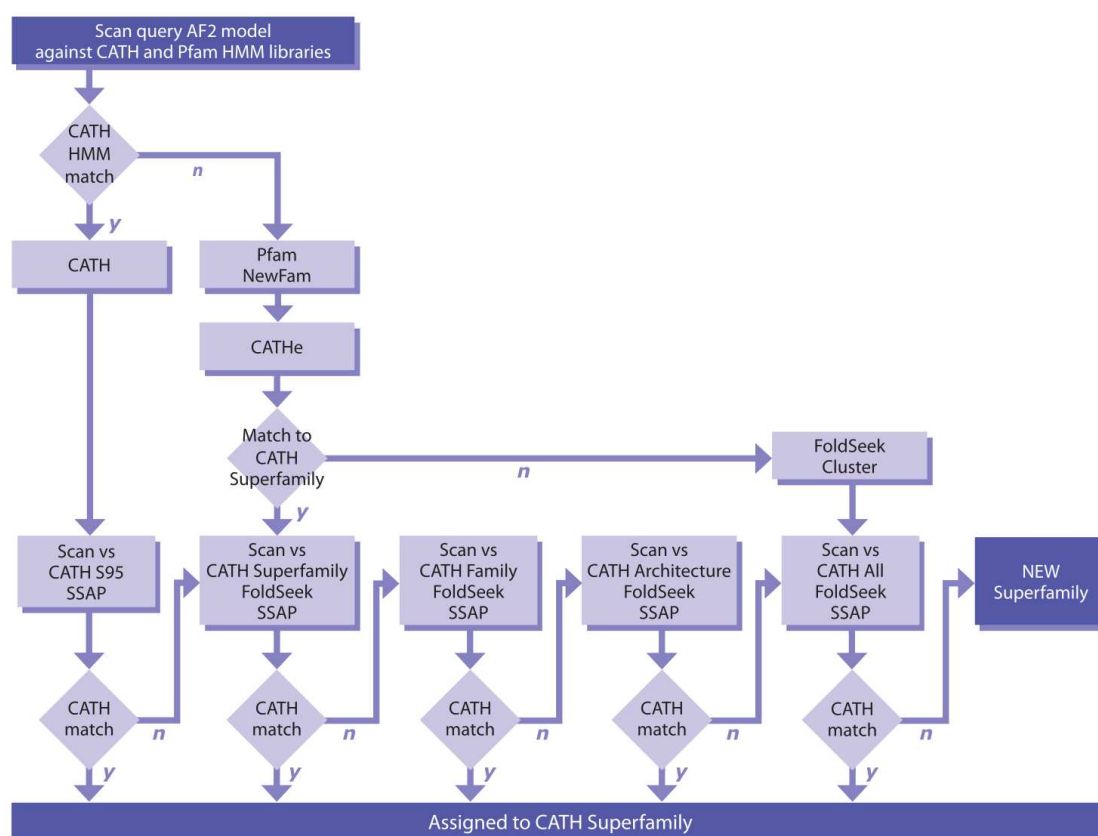 Scan query AF2 model
against CATH and Pfam HMM libraries
CATH
HMM
match
n
y
CATH
Pfam
NewFam
CATHe
Match to
CATH
Superfamily
n
y
FoldSeek
Cluster
Scan vs
CATH S95
SSAP
Scan vs
CATH Superfamily
FoldSeek
SSAP
Scan vs
CATH Family
FoldSeek
SSAP
Scan vs
CATH Architecture
FoldSeek
SSAP
Scan vs
CATH All
FoldSeek
SSAP
NEW
Superfamily
CATH
match
n
y
CATH
match
n
y
CATH
match
n
y
CATH
match
n
y
CATH
match
n
y
Assigned to CATH Superfamily